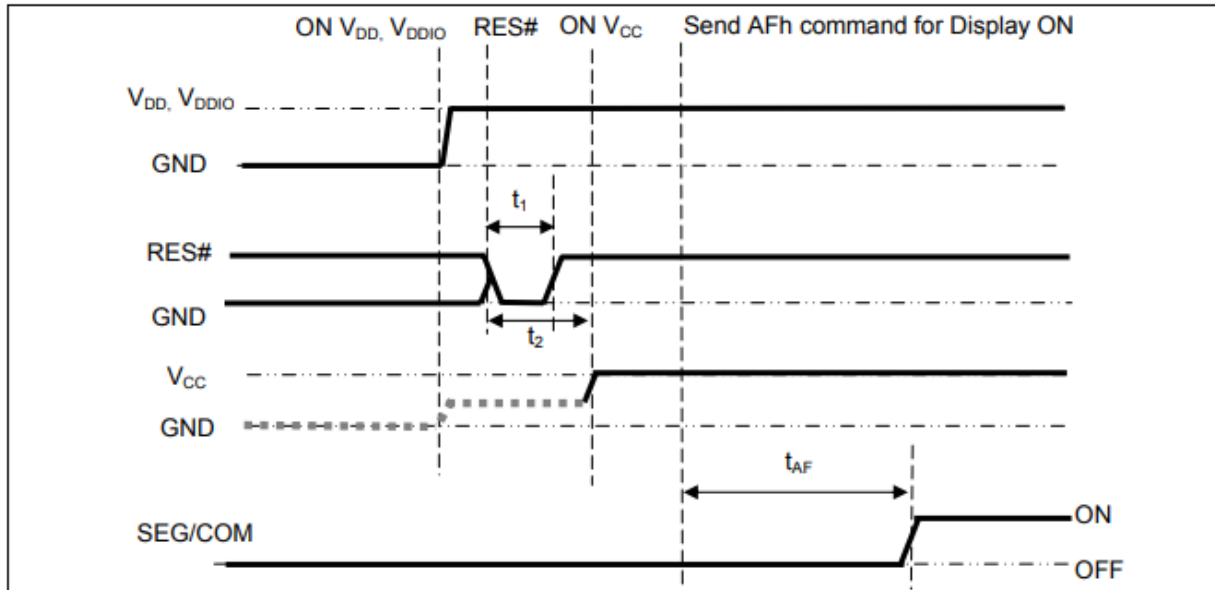 ON VDD, VDDIO RES# ON VCC Send AFh command for Display ON
VDD, VDDIO
GND
t1
RES#
GND
t2
VCC
GND
tAF
ON
SEG/COM
OFF